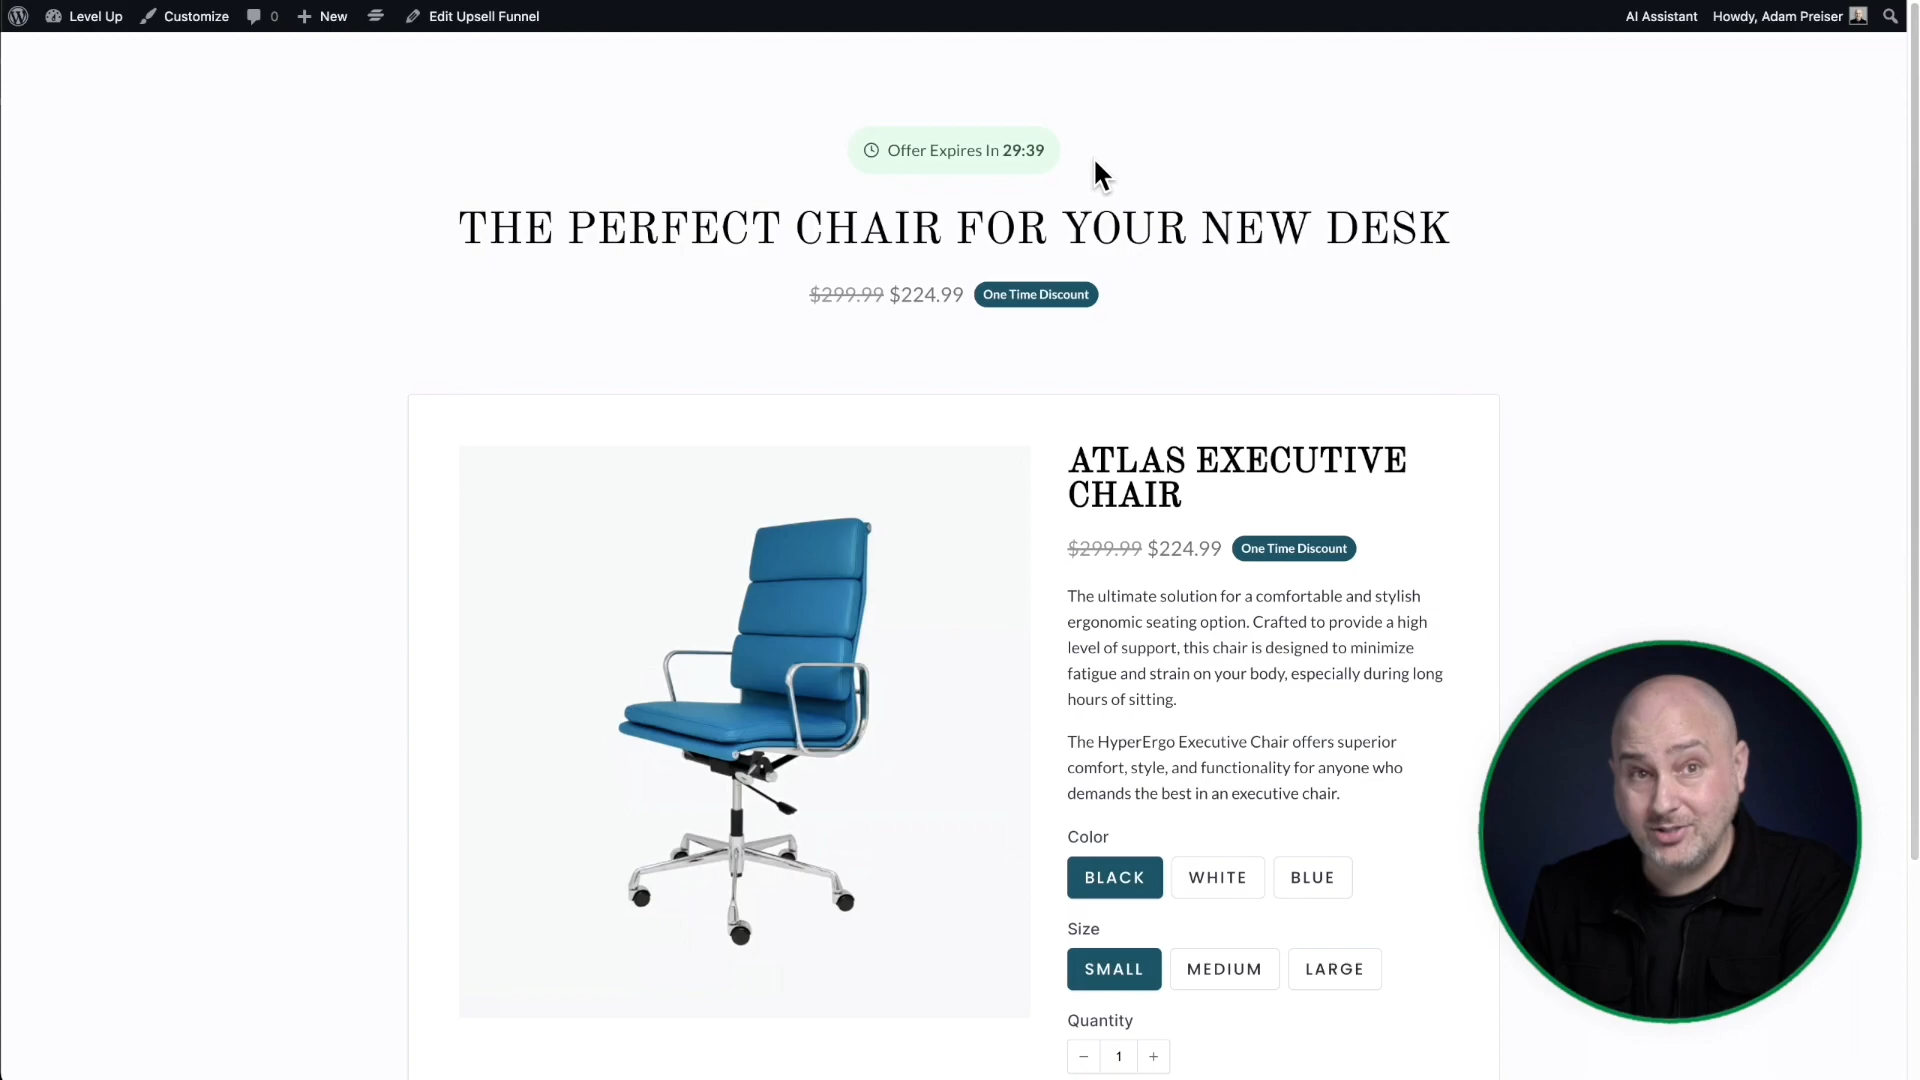 Level Up Customize 0 New Edit Upsell Funnel AI Assistant Howdy, Adam Preiser
Offer Expires In 29:39
THE PERFECT CHAIR FOR YOUR NEW DESK
$299.99 $224.99 One Time Discount
ATLAS EXECUTIVE
CHAIR
$299.99 $224.99 One Time Discount
The ultimate solution for a comfortable and stylish
ergonomic seating option. Crafted to provide a high
level of support, this chair is designed to minimize
fatigue and strain on your body, especially during long
hours of sitting.
The HyperErgo Executive Chair offers superior
comfort, style, and functionality for anyone who
demands the best in an executive chair.
Color
BLACK WHITE BLUE
Size
SMALL MEDIUM LARGE
Quantity
− 1 +